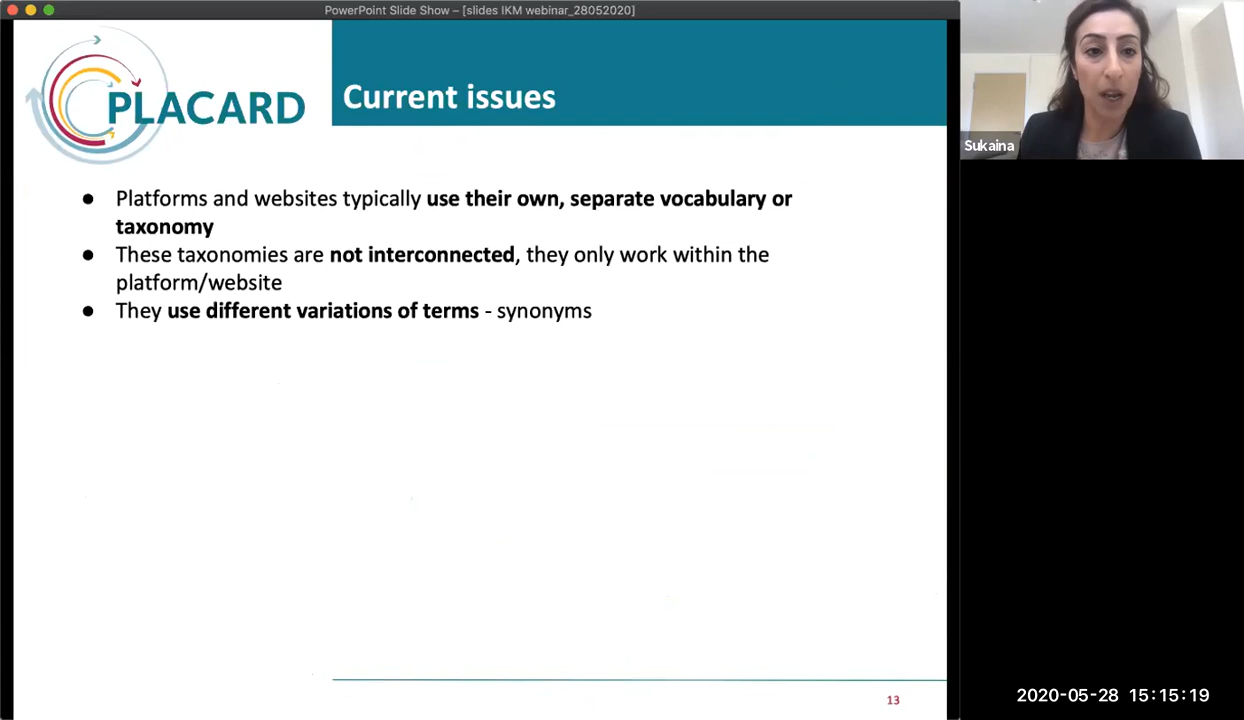 PowerPoint Slide Show – [slides IKM webinar_28052020]
PLACARD
Current issues
Sukaina
● Platforms and websites typically use their own, separate vocabulary or
taxonomy
● These taxonomies are not interconnected, they only work within the
platform/website
● They use different variations of terms - synonyms
13
2020-05-28 15:15:19